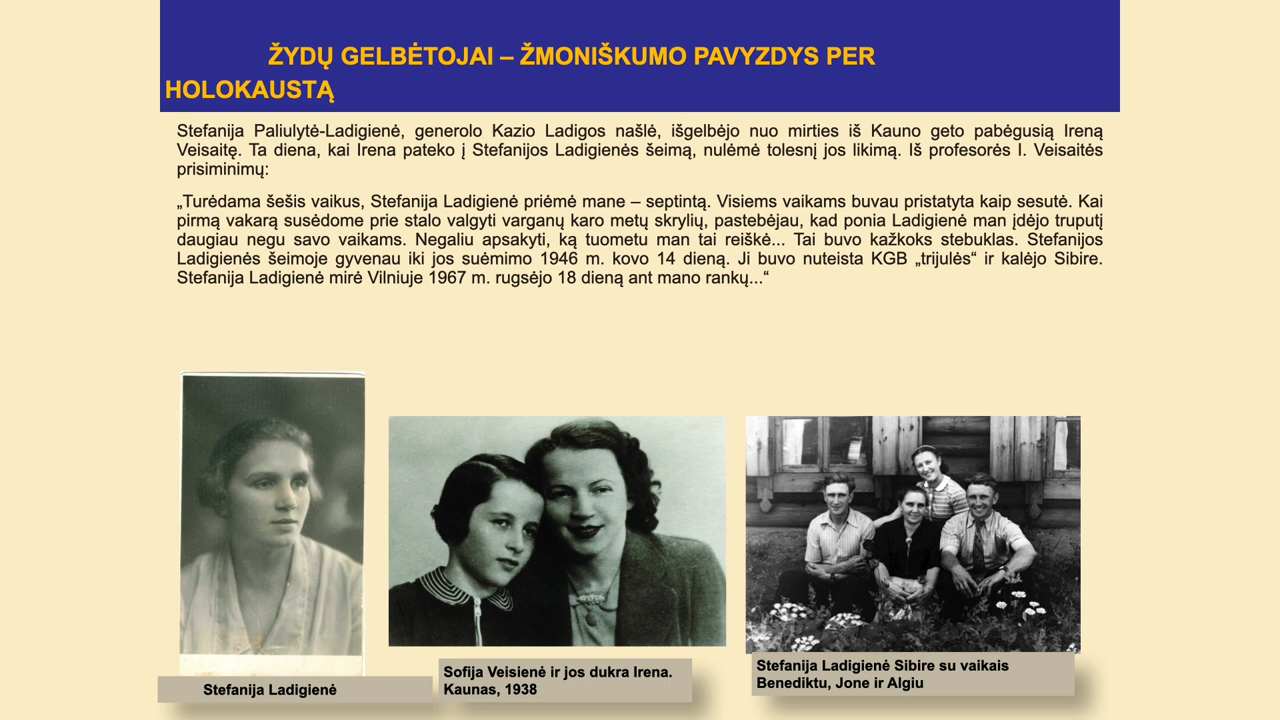 ŽYDŲ GELBĖTOJAI – ŽMONIŠKUMO PAVYZDYS PER
HOLOKAUSTĄ
Stefanija Paliulytė-Ladigienė, generolo Kazio Ladigos našlė, išgelbėjo nuo mirties iš Kauno geto pabėgusią Ireną
Veisaitę. Ta diena, kai Irena pateko į Stefanijos Ladigienės šeimą, nulėmė tolesnį jos likimą. Iš profesorės I. Veisaitės
prisiminimų:
„Turėdama šešis vaikus, Stefanija Ladigienė priėmė mane – septintą. Visiems vaikams buvau pristatyta kaip sesutė. Kai
pirmą vakarą susėdome prie stalo valgyti varganų karo metų skrylių, pastebėjau, kad ponia Ladigienė man įdėjo truputį
daugiau negu savo vaikams. Negaliu apsakyti, ką tuometu man tai reiškė... Tai buvo kažkoks stebuklas. Stefanijos
Ladigienės šeimoje gyvenau iki jos suėmimo 1946 m. kovo 14 dieną. Ji buvo nuteista KGB „trijulės“ ir kalėjo Sibire.
Stefanija Ladigienė mirė Vilniuje 1967 m. rugsėjo 18 dieną ant mano rankų...“
Stefanija Ladigienė
Sofija Veisienė ir jos dukra Irena.
Kaunas, 1938
Stefanija Ladigienė Sibire su vaikais
Benediktu, Jone ir Algiu